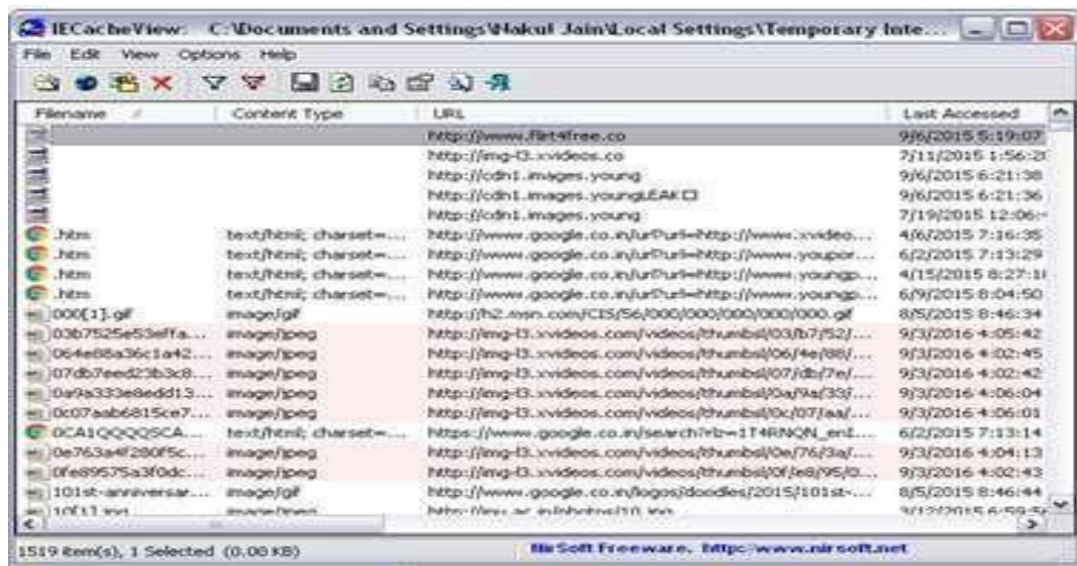 IECacheView: C:\Documents and Settings\Nakul Jain\Local Settings\Temporary Inte...
File Edit View Options Help
Filename / Content Type URL Last Accessed
http://www.flirt4free.co 9/6/2015 5:19:07
http://img-l3.xvideos.co 7/11/2015 1:56:2
http://cdn1.images.young 9/6/2015 6:21:38
http://cdn1.images.youngLEAK□ 9/6/2015 6:21:36
http://cdn1.images.young 7/19/2015 12:06:
.htm text/html; charset=... http://www.google.co.in/url?url=http://www.xvideo... 4/6/2015 7:16:35
.htm text/html; charset=... http://www.google.co.in/url?url=http://www.youpor... 6/2/2015 7:13:29
.htm text/html; charset=... http://www.google.co.in/url?url=http://www.youngp... 4/15/2015 8:27:1
.htm text/html; charset=... http://www.google.co.in/url?url=http://www.youngp... 6/9/2015 8:04:50
000[1].gif image/gif http://h2.msn.com/CIS/56/000/000/000/000/000.gif 8/5/2015 8:46:34
03b7525e53effa... image/jpeg http://img-l3.xvideos.com/videos/thumbsl/03/b7/52/... 9/3/2016 4:05:42
064e88a36c1a42... image/jpeg http://img-l3.xvideos.com/videos/thumbsl/06/4e/88/... 9/3/2016 4:02:45
07db7eed23b3c8... image/jpeg http://img-l3.xvideos.com/videos/thumbsl/07/db/7e/... 9/3/2016 4:02:42
0a9a333e8edd13... image/jpeg http://img-l3.xvideos.com/videos/thumbsl/0a/9a/33/... 9/3/2016 4:06:04
0c07aab6815ce7... image/jpeg http://img-l3.xvideos.com/videos/thumbsl/0c/07/aa/... 9/3/2016 4:06:01
0CA1QQQQ5CA... text/html; charset=... https://www.google.co.in/search?rlz=1T4RNQN_enI... 6/2/2015 7:13:14
0e763a4f280f5c... image/jpeg http://img-l3.xvideos.com/videos/thumbsl/0e/76/3a/... 9/3/2016 4:04:13
0fe89575a3f0dc... image/jpeg http://img-l3.xvideos.com/videos/thumbsl/0f/e8/95/0... 9/3/2016 4:02:43
101st-anniversar... image/gif http://www.google.co.in/logos/doodles/2015/101st-... 8/5/2015 8:46:44
1519 item(s), 1 Selected (0.00 KB) NirSoft Freeware. http:/www.nirsoft.net